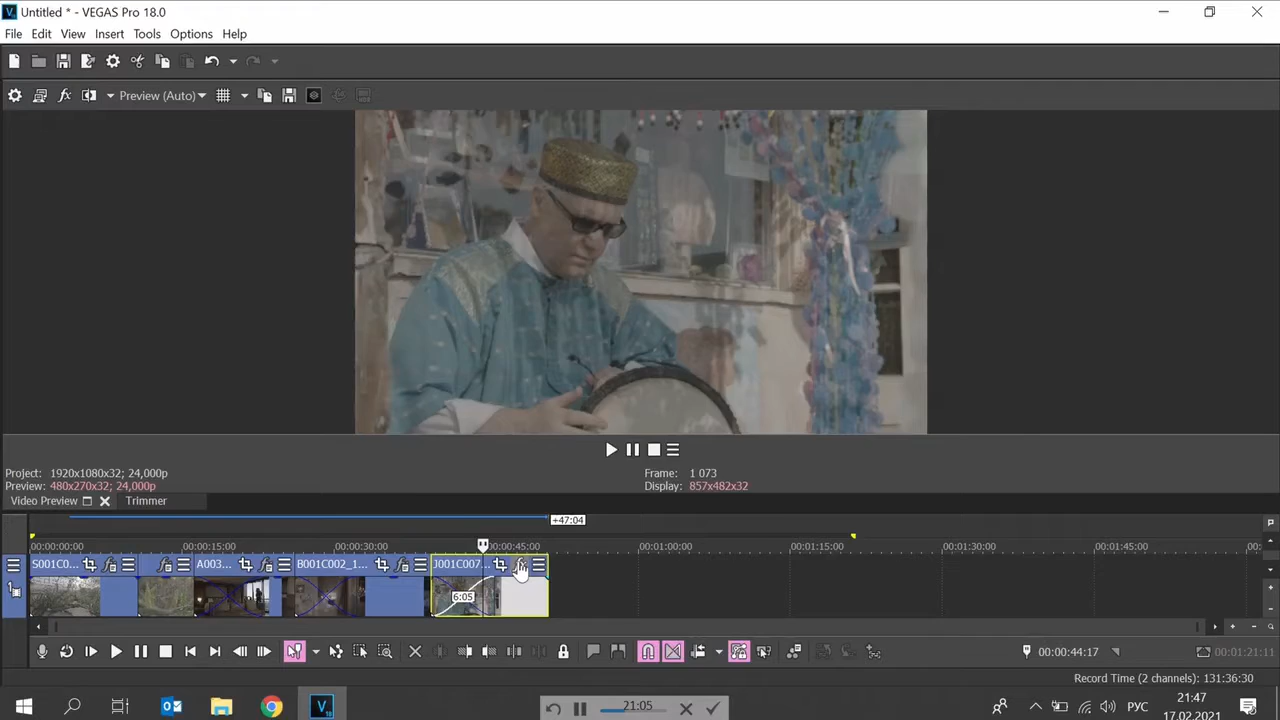 Untitled * - VEGAS Pro 18.0
File Edit View Insert Tools Options Help
Preview (Auto)
Project: 1920x1080x32; 24,000p
Preview: 480x270x32; 24,000p
Frame: 1 073
Display: 857x482x32
Video Preview
Trimmer
+47:04
00:00:00:00 00:00:15:00 00:00:30:00 00:00:45:00 00:01:00:00 00:01:15:00 00:01:30:00 00:01:45:00 00:
S001C0... A003... B001C002_1... J001C007...
6:05
00:00:44:17
00:01:21:11
Record Time (2 channels): 131:36:30
21:05
РУС
21:47
17.02.2021